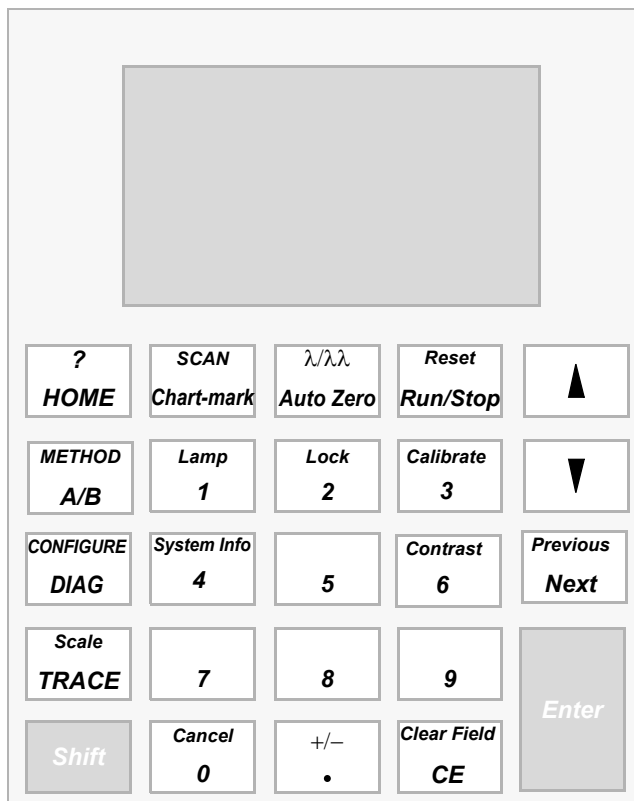 ?
HOME
SCAN
Chart-mark
λ/λλ
Auto Zero
Reset
Run/Stop
METHOD
A/B
Lamp
1
Lock
2
Calibrate
3
CONFIGURE
DIAG
System Info
4
5
Contrast
6
Previous
Next
Scale
TRACE
7
8
9
Enter
Shift
Cancel
0
+/−
.
Clear Field
CE